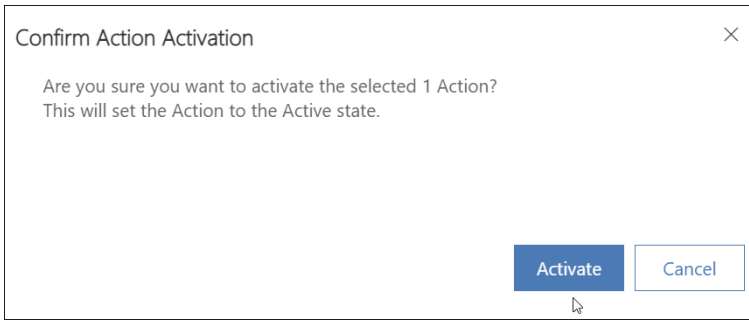 Confirm Action Activation
Are you sure you want to activate the selected 1 Action?
This will set the Action to the Active state.
Activate
Cancel